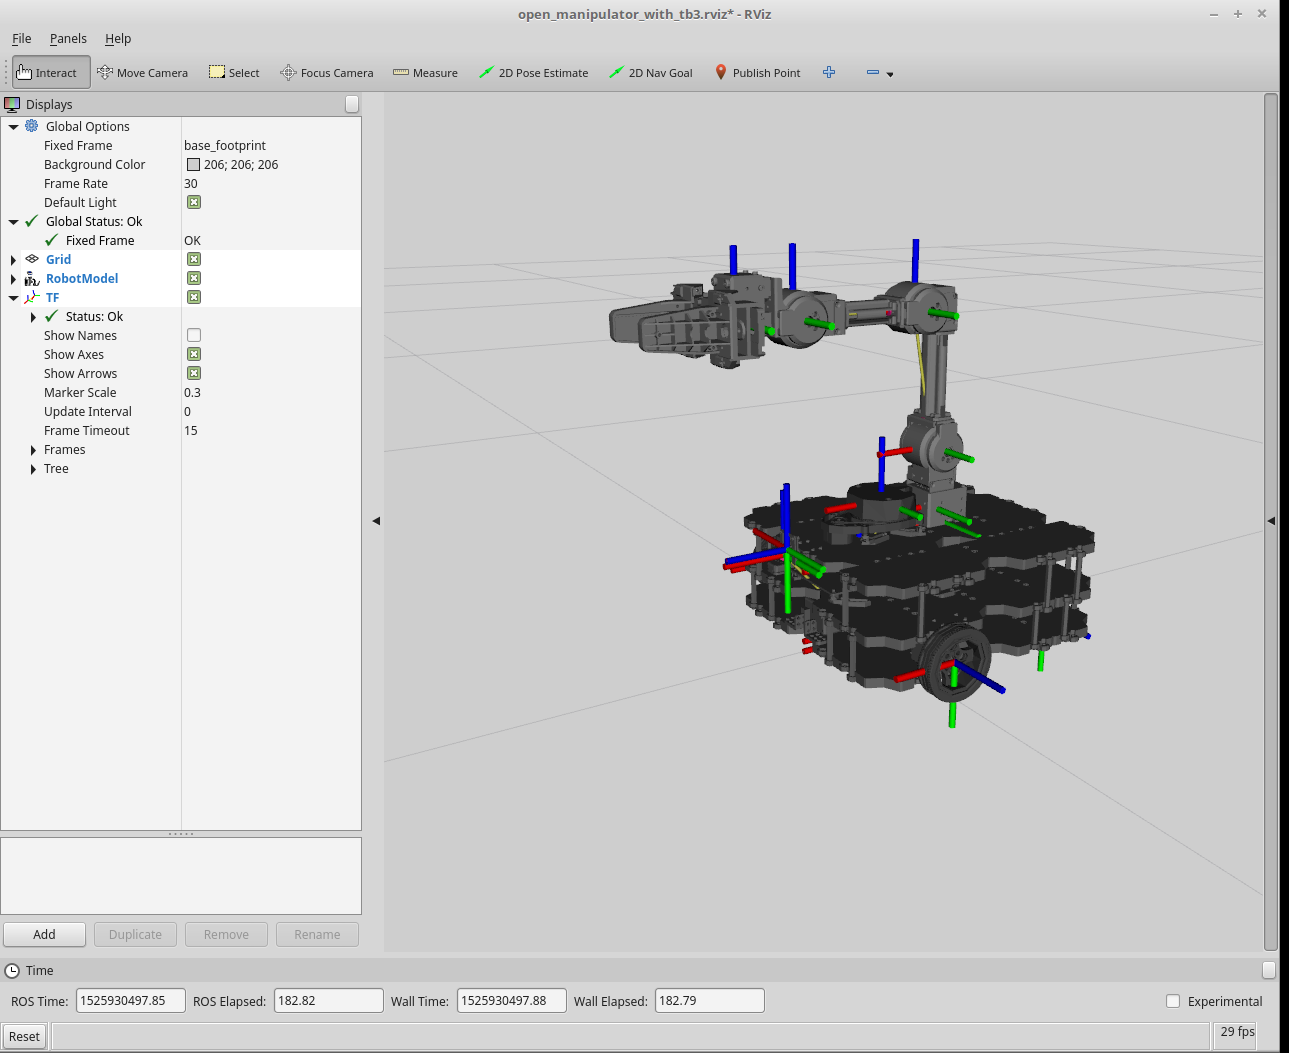 open_manipulator_with_tb3.rviz* - RViz
File Panels Help
Interact Move Camera Select Focus Camera Measure 2D Pose Estimate 2D Nav Goal Publish Point
Displays
Global Options
Fixed Frame base_footprint
Background Color 206; 206; 206
Frame Rate 30
Default Light
Global Status: Ok
Fixed Frame OK
Grid
RobotModel
TF
Status: Ok
Show Names
Show Axes
Show Arrows
Marker Scale 0.3
Update Interval 0
Frame Timeout 15
Frames
Tree
Add Duplicate Remove Rename
Time
ROS Time: 1525930497.85 ROS Elapsed: 182.82 Wall Time: 1525930497.88 Wall Elapsed: 182.79 Experimental
Reset 29 fps